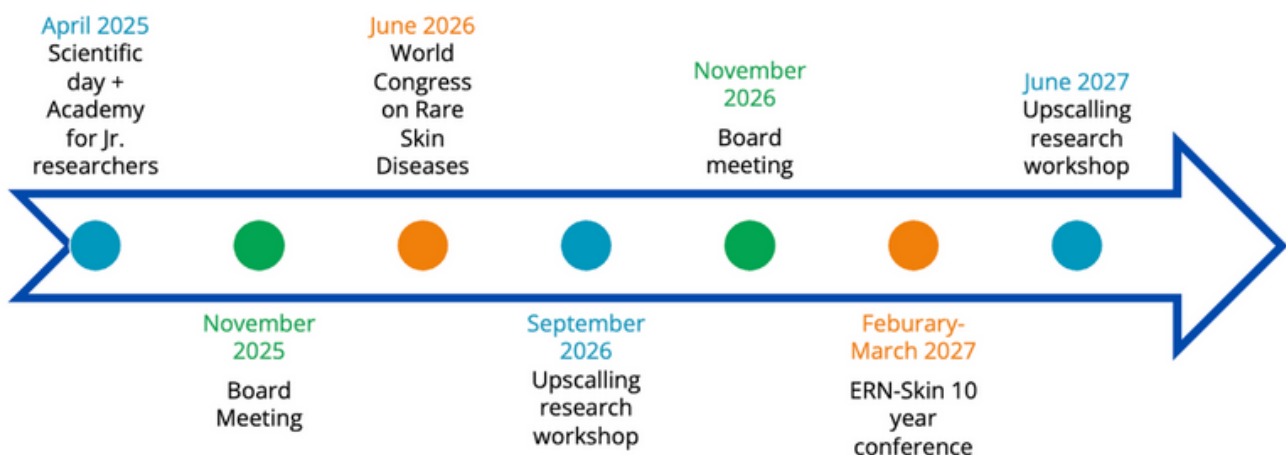 April 2025
Scientific
day +
Academy
for Jr.
researchers
November
2025
Board
Meeting
June 2026
World
Congress
on Rare
Skin
Diseases
September
2026
Upscalling
research
workshop
November
2026
Board
meeting
Feburary-
March 2027
ERN-Skin 10
year
conference
June 2027
Upscalling
research
workshop